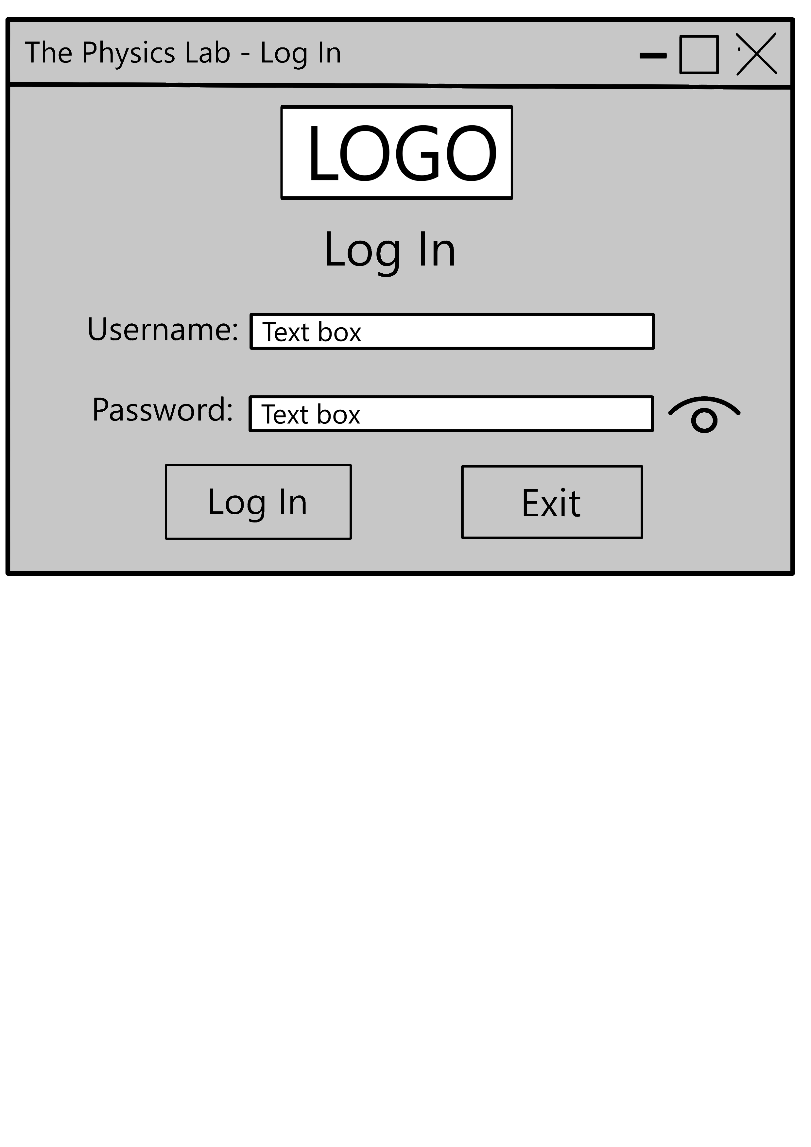 The Physics Lab - Log In
LOGO
Log In
Username: Text box
Password: Text box
Log In Exit